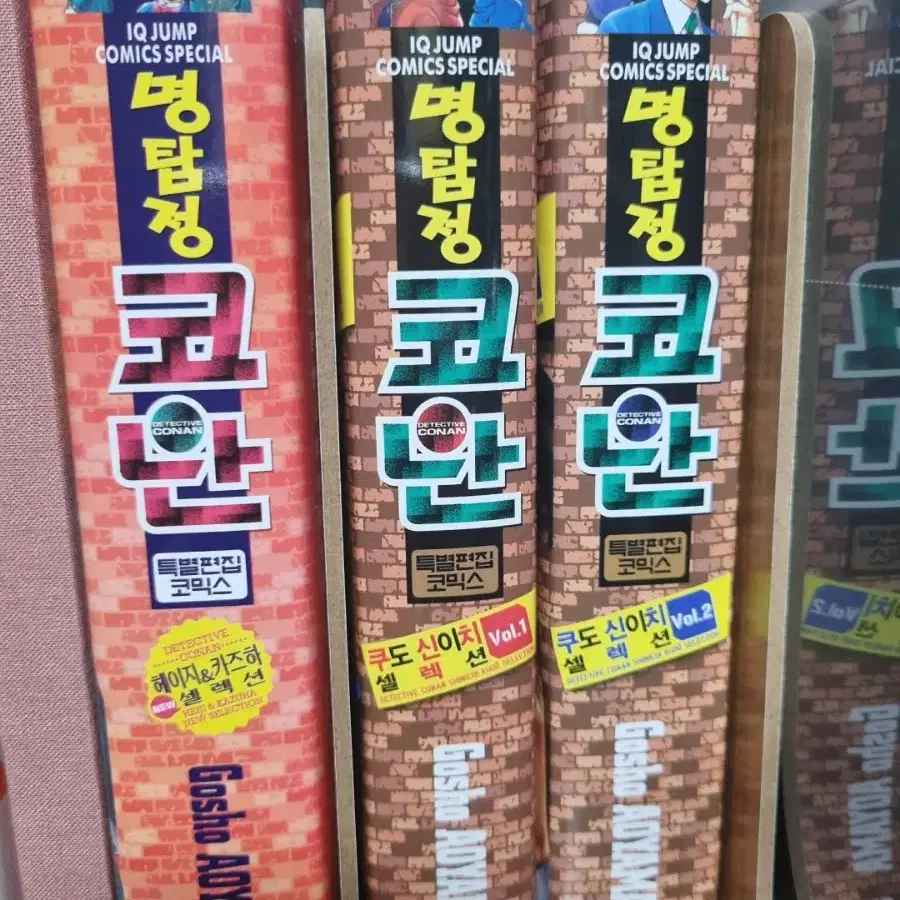 IQ JUMP
COMICS SPECIAL
명탐정
코난
DETECTIVE
CONAN
특별편집
코믹스
DETECTIVE
CONAN
헤이지&카즈하
NEW 셀렉션
HEIJI & KAZUHA
NEW SELECTION
Gosho AOY
IQ JUMP
COMICS SPECIAL
명탐정
코난
DETECTIVE
CONAN
특별편집
코믹스
쿠도 신이치 Vol.1
셀렉션
DETECTIVE CONAN SHINICHI KUDO SELECTION
Gosho AOYA
IQ JUMP
COMICS SPECIAL
명탐정
코난
DETECTIVE
CONAN
특별편집
코믹스
쿠도 신이치 Vol.2
셀렉션
DETECTIVE CONAN SHINICHI KUDO SELECTION
Gosho AOYAM